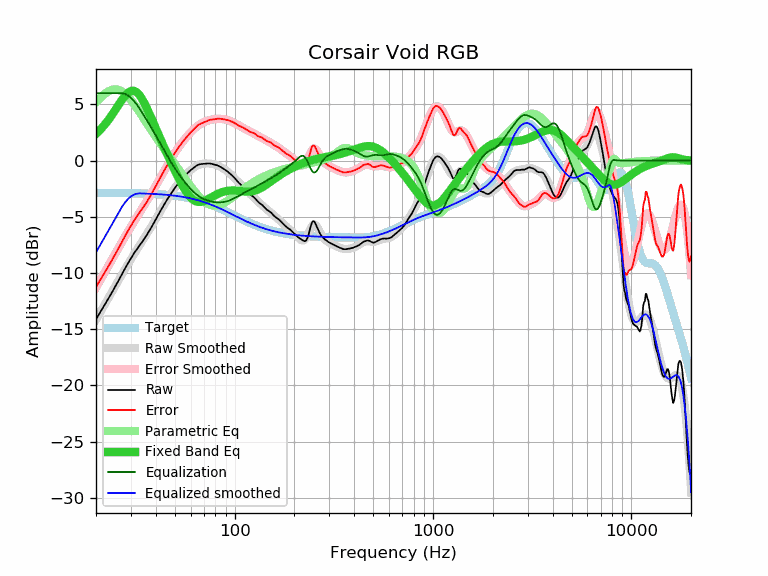 Corsair Void RGB
Amplitude (dBr)
5
0
−5
−10
−15
−20
−25
−30
Target
Raw Smoothed
Error Smoothed
Raw
Error
Parametric Eq
Fixed Band Eq
Equalization
Equalized smoothed
100
1000
10000
Frequency (Hz)